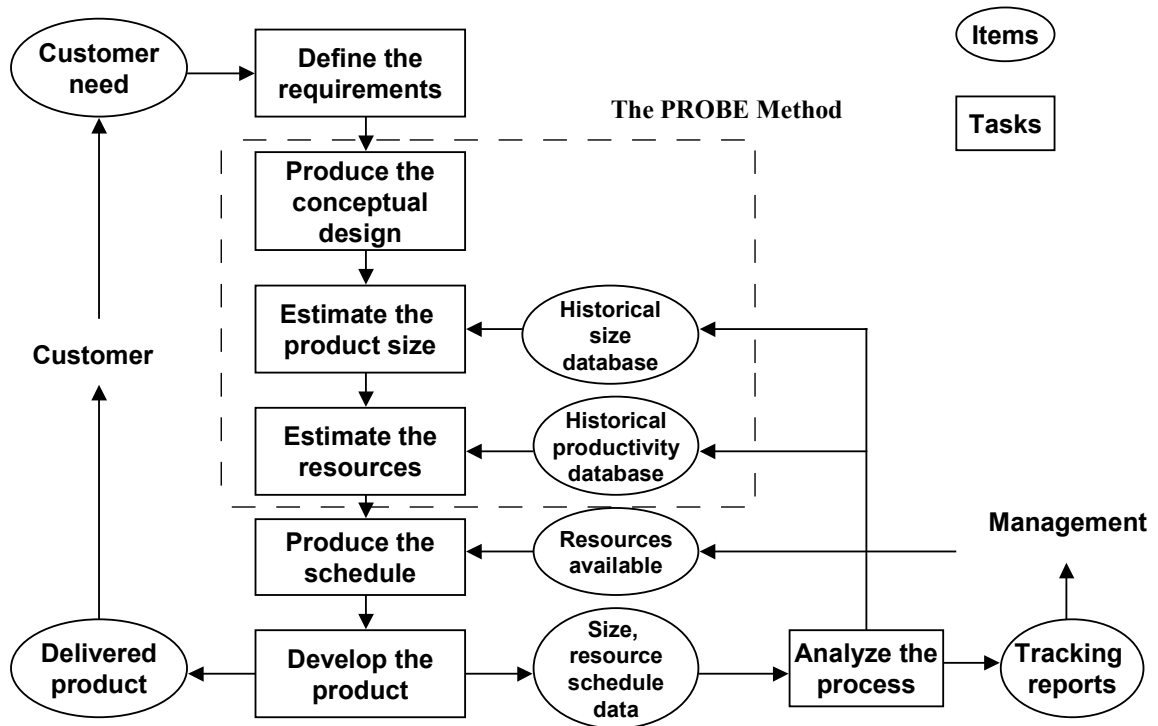 Customer
need
Define the
requirements
Items
The PROBE Method
Tasks
Produce the
conceptual
design
Estimate the
product size
Historical
size
database
Customer
Estimate the
resources
Historical
productivity
database
Produce the
schedule
Resources
available
Management
Delivered
product
Develop the
product
Size,
resource
schedule
data
Analyze the
process
Tracking
reports